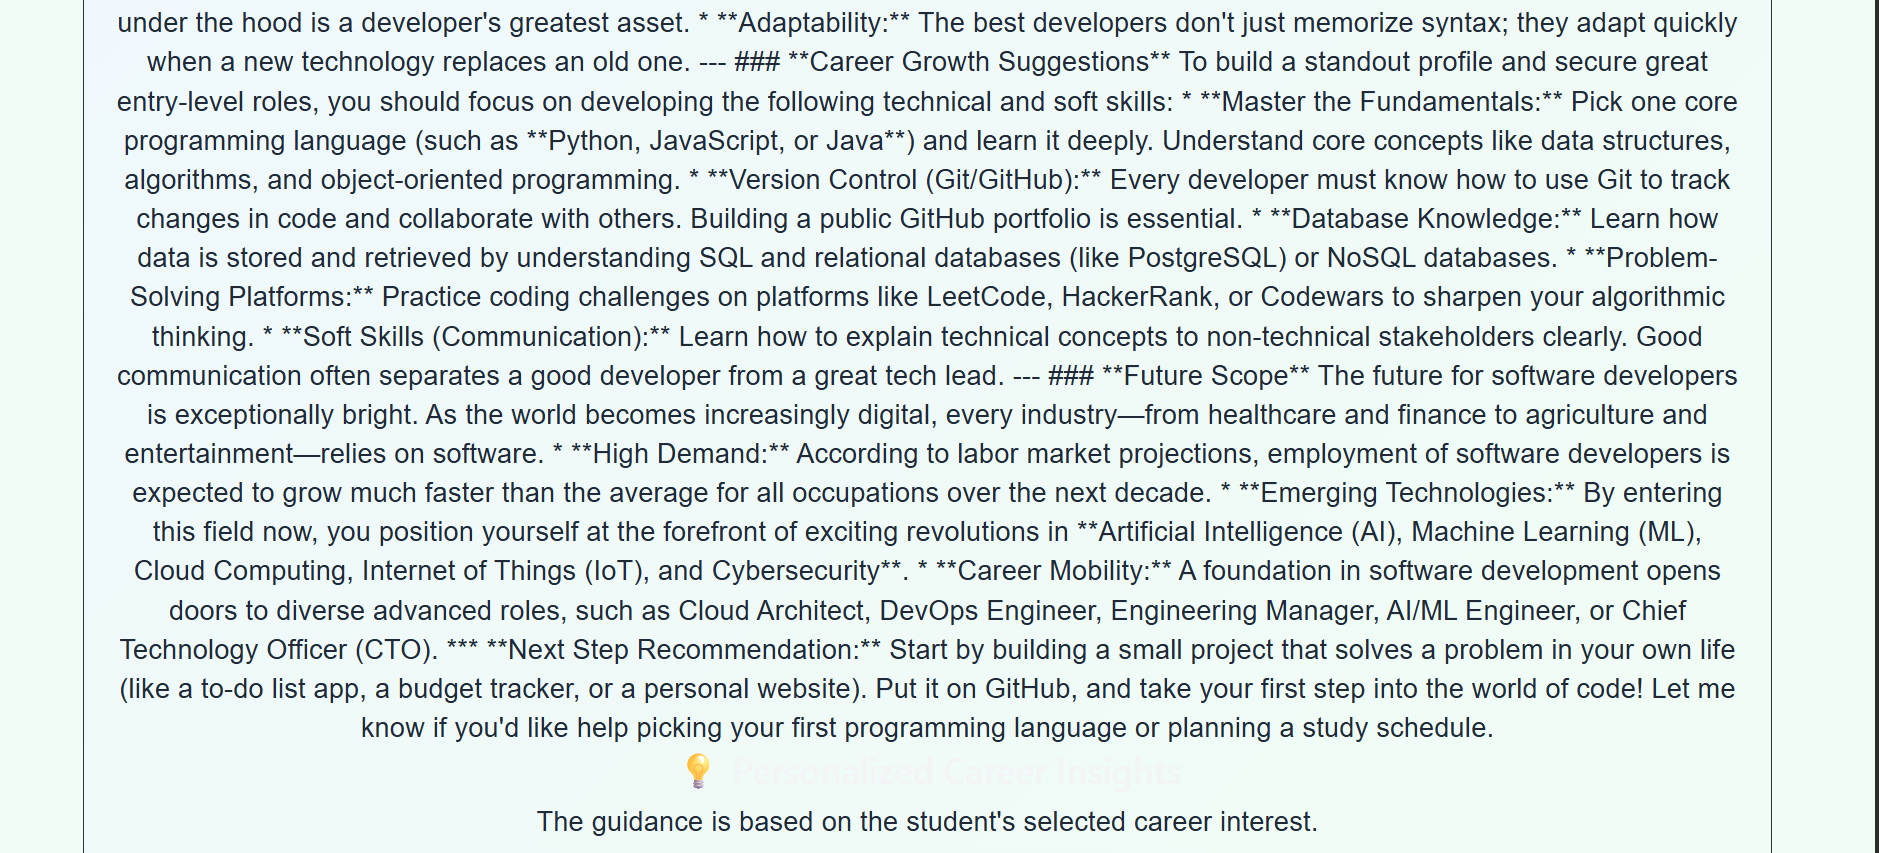 under the hood is a developer's greatest asset. * **Adaptability:** The best developers don't just memorize syntax; they adapt quickly
when a new technology replaces an old one. --- ### **Career Growth Suggestions** To build a standout profile and secure great
entry-level roles, you should focus on developing the following technical and soft skills: * **Master the Fundamentals:** Pick one core
programming language (such as **Python, JavaScript, or Java**) and learn it deeply. Understand core concepts like data structures,
algorithms, and object-oriented programming. * **Version Control (Git/GitHub):** Every developer must know how to use Git to track
changes in code and collaborate with others. Building a public GitHub portfolio is essential. * **Database Knowledge:** Learn how
data is stored and retrieved by understanding SQL and relational databases (like PostgreSQL) or NoSQL databases. * **Problem-
Solving Platforms:** Practice coding challenges on platforms like LeetCode, HackerRank, or Codewars to sharpen your algorithmic
thinking. * **Soft Skills (Communication):** Learn how to explain technical concepts to non-technical stakeholders clearly. Good
communication often separates a good developer from a great tech lead. --- ### **Future Scope** The future for software developers
is exceptionally bright. As the world becomes increasingly digital, every industry—from healthcare and finance to agriculture and
entertainment—relies on software. * **High Demand:** According to labor market projections, employment of software developers is
expected to grow much faster than the average for all occupations over the next decade. * **Emerging Technologies:** By entering
this field now, you position yourself at the forefront of exciting revolutions in **Artificial Intelligence (AI), Machine Learning (ML),
Cloud Computing, Internet of Things (IoT), and Cybersecurity**. * **Career Mobility:** A foundation in software development opens
doors to diverse advanced roles, such as Cloud Architect, DevOps Engineer, Engineering Manager, AI/ML Engineer, or Chief
Technology Officer (CTO). *** **Next Step Recommendation:** Start by building a small project that solves a problem in your own life
(like a to-do list app, a budget tracker, or a personal website). Put it on GitHub, and take your first step into the world of code! Let me
know if you'd like help picking your first programming language or planning a study schedule.
💡 Personalized Career Insights
The guidance is based on the student's selected career interest.